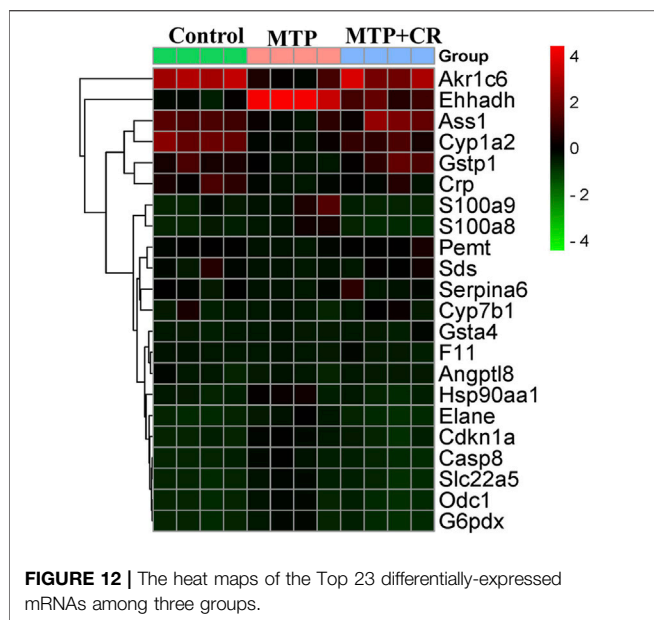 Control MTP MTP+CR
Group
Akr1c6
Ehhadh
Ass1
Cyp1a2
Gstp1
Crp
S100a9
S100a8
Pemt
Sds
Serpina6
Cyp7b1
Gsta4
F11
Angptl8
Hsp90aa1
Elane
Cdkn1a
Casp8
Slc22a5
Odc1
G6pdx
4
2
0
- 2
- 4
FIGURE 12 | The heat maps of the Top 23 differentially-expressed
mRNAs among three groups.